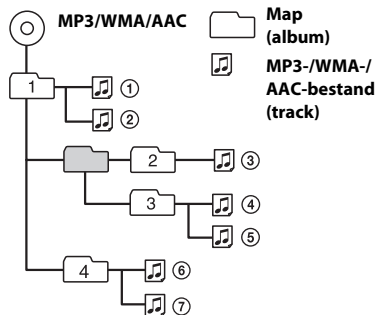 MP3/WMA/AAC
Map
(album)
MP3-/WMA-/
AAC-bestand
(track)
1
①
②
2
③
3
④
⑤
4
⑥
⑦